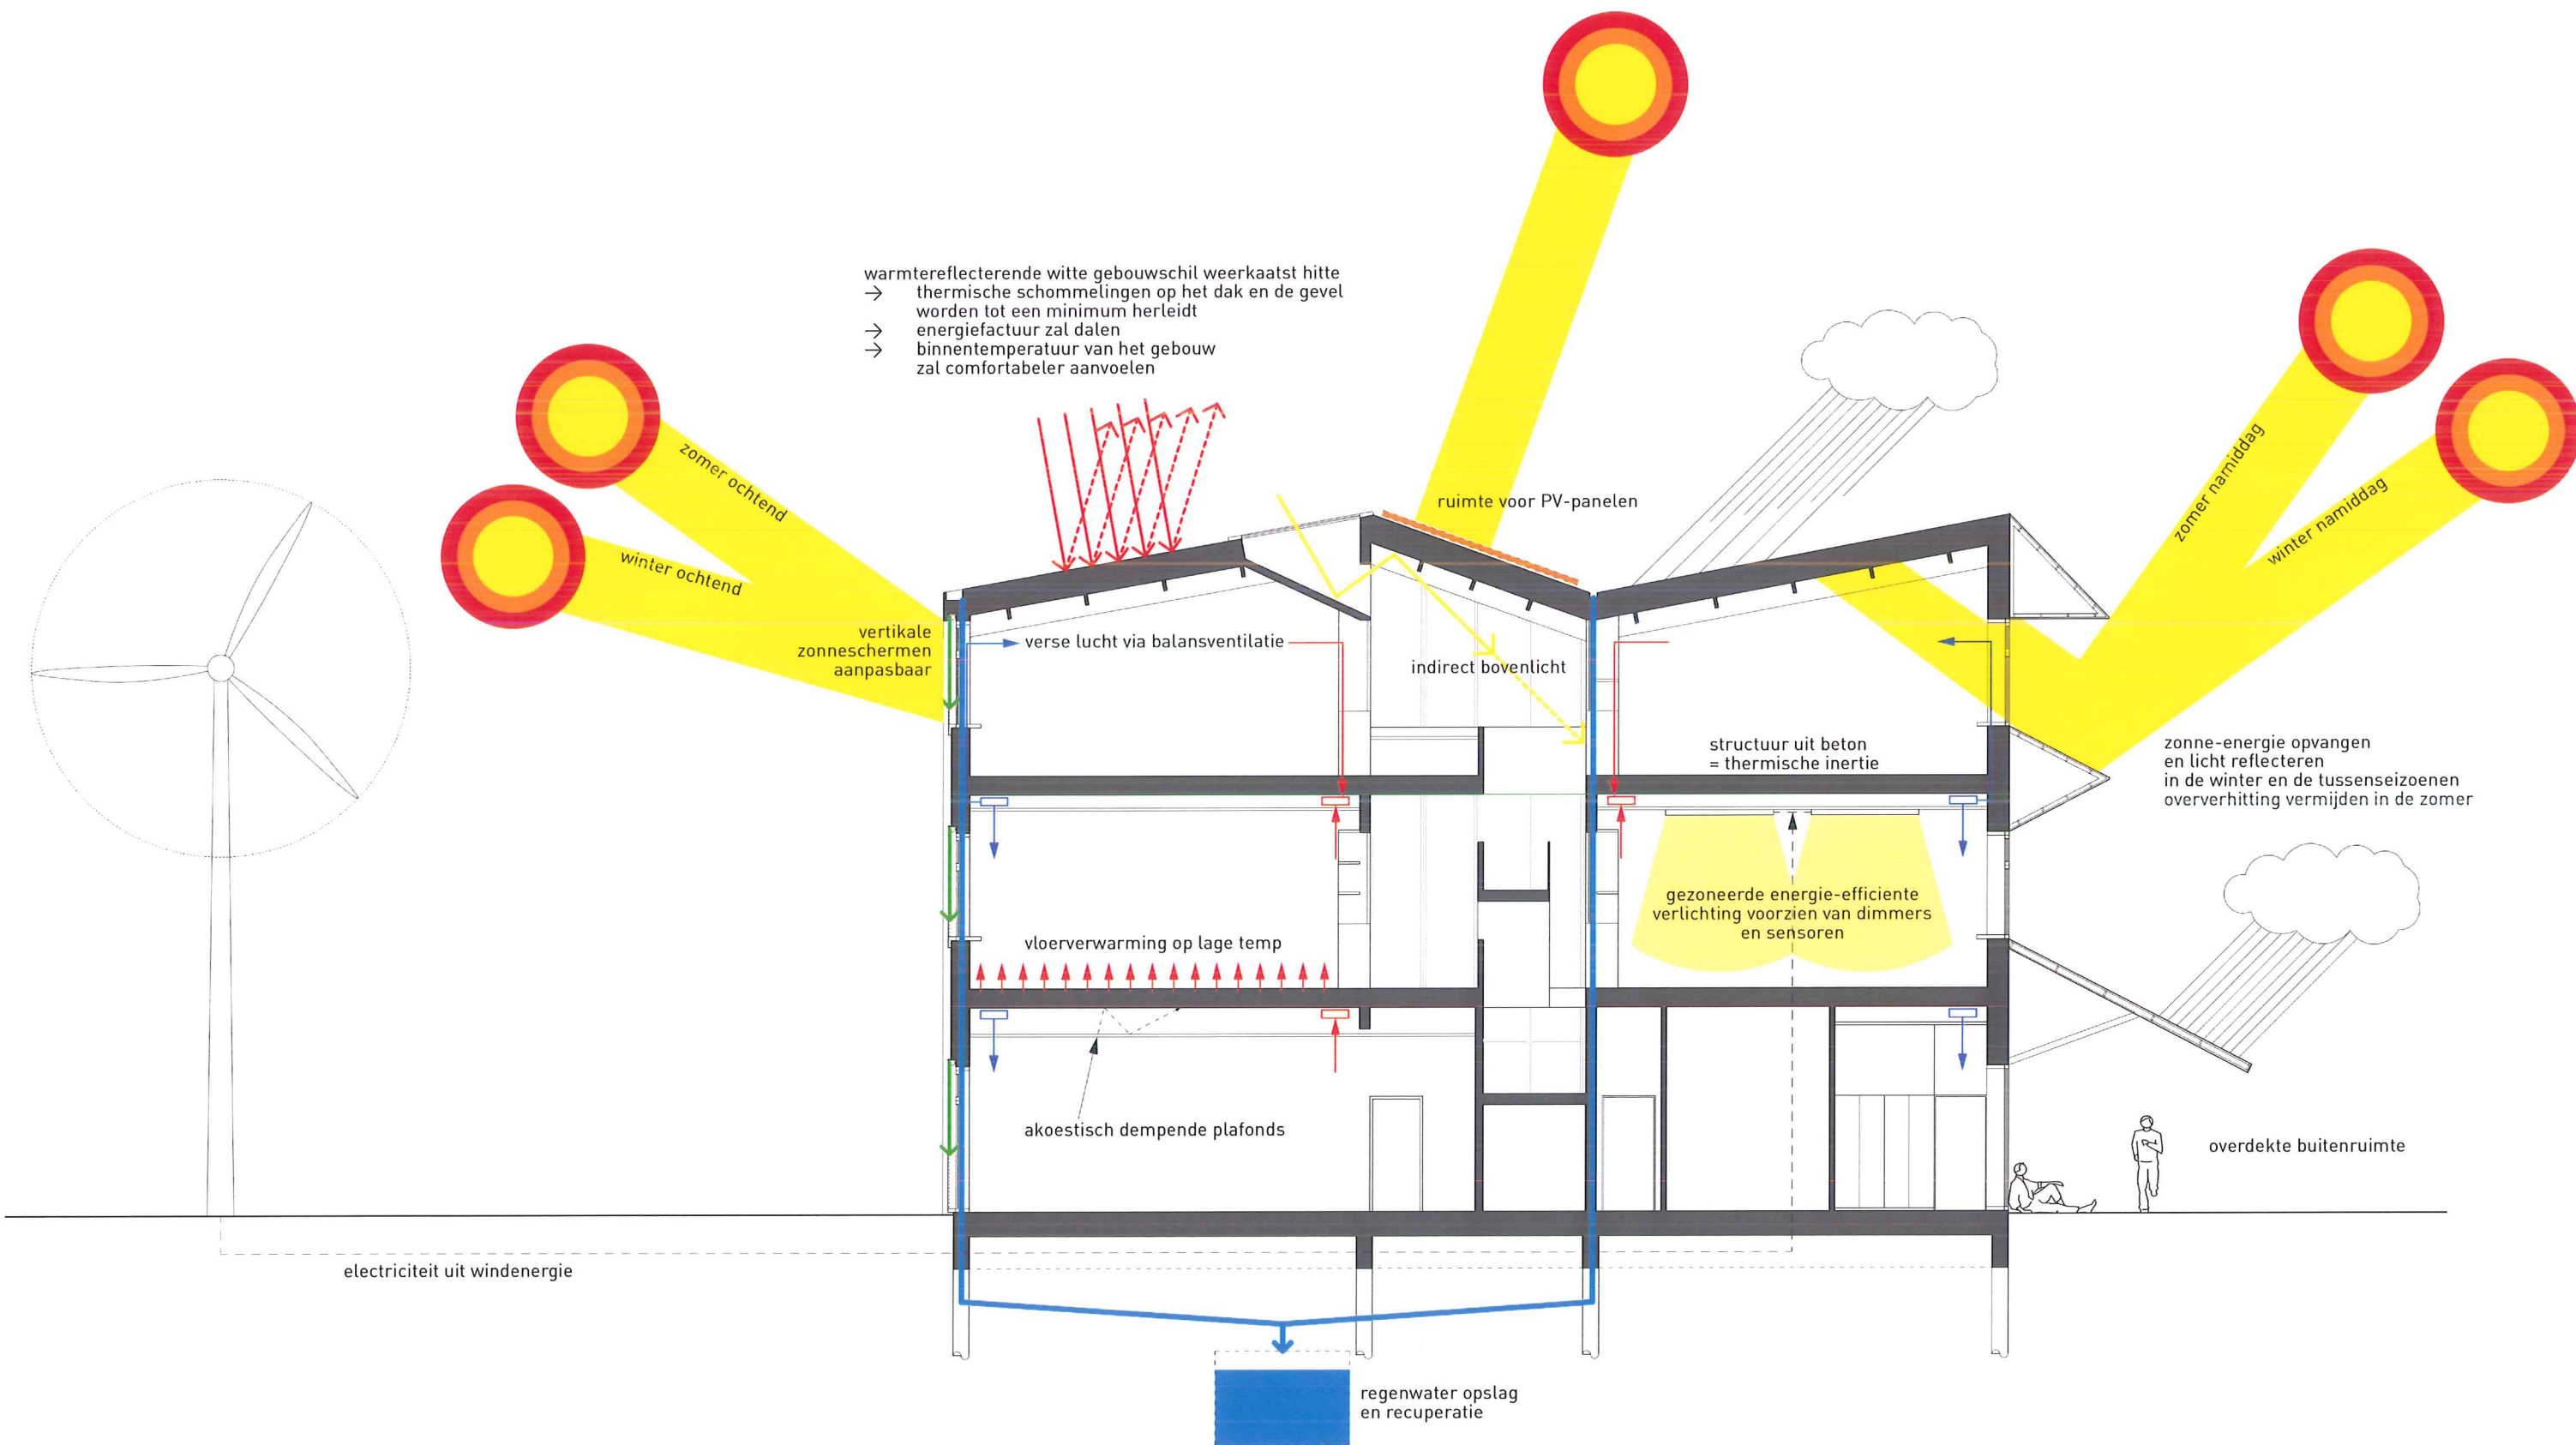 warmtereflecterende witte gebouwschil weerkaatst hitte
→ thermische schommelingen op het dak en de gevel
worden tot een minimum herleidt
→ energiefactuur zal dalen
→ binnentemperatuur van het gebouw
zal comfortabeler aanvoelen
zomer ochtend
winter ochtend
ruimte voor PV-panelen
zomer namiddag
winter namiddag
vertikale
zonneschermen
aanpasbaar
verse lucht via balansventilatie
indirect bovenlicht
structuur uit beton
= thermische inertie
zonne-energie opvangen
en licht reflecteren
in de winter en de tussenseizoenen
oververhitting vermijden in de zomer
gezoneerde energie-efficiente
verlichting voorzien van dimmers
en sensoren
vloerverwarming op lage temp
akoestisch dempende plafonds
overdekte buitenruimte
electriciteit uit windenergie
regenwater opslag
en recuperatie